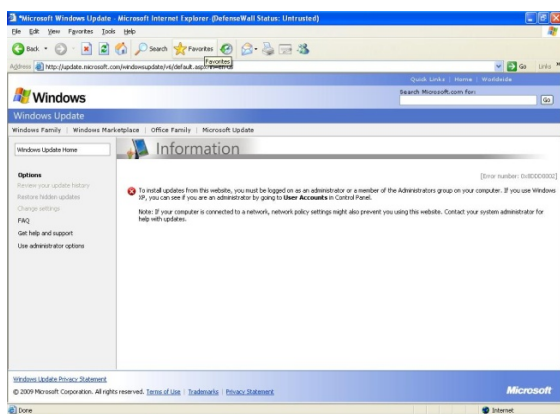 *Microsoft Windows Update - Microsoft Internet Explorer -(DefenseWall Status: Untrusted)
File Edit View Favorites Tools Help
Back Search Favorites
Favorites
Address http://update.microsoft.com/windowsupdate/v6/default.aspx Go Links »
Quick Links | Home | Worldwide
Windows
Search Microsoft.com for:
Go
Windows Update
Windows Family | Windows Marketplace | Office Family | Microsoft Update
Windows Update Home
Information
[Error number: 0x8DDD0002]
Options
Review your update history
Restore hidden updates
Change settings
FAQ
Get help and support
Use administrator options
To install updates from this website, you must be logged on as an administrator or a member of the Administrators group on your computer. If you use Windows
XP, you can see if you are an administrator by going to User Accounts in Control Panel.
Note: If your computer is connected to a network, network policy settings might also prevent you using this website. Contact your system administrator for
help with updates.
Windows Update Privacy Statement
© 2009 Microsoft Corporation. All rights reserved. Terms of Use | Trademarks | Privacy Statement
Microsoft
Done Internet